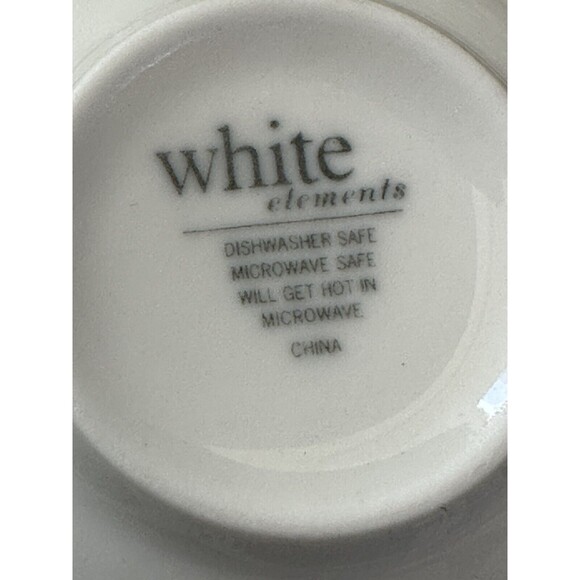 white
elements
DISHWASHER SAFE
MICROWAVE SAFE
WILL GET HOT IN
MICROWAVE
CHINA